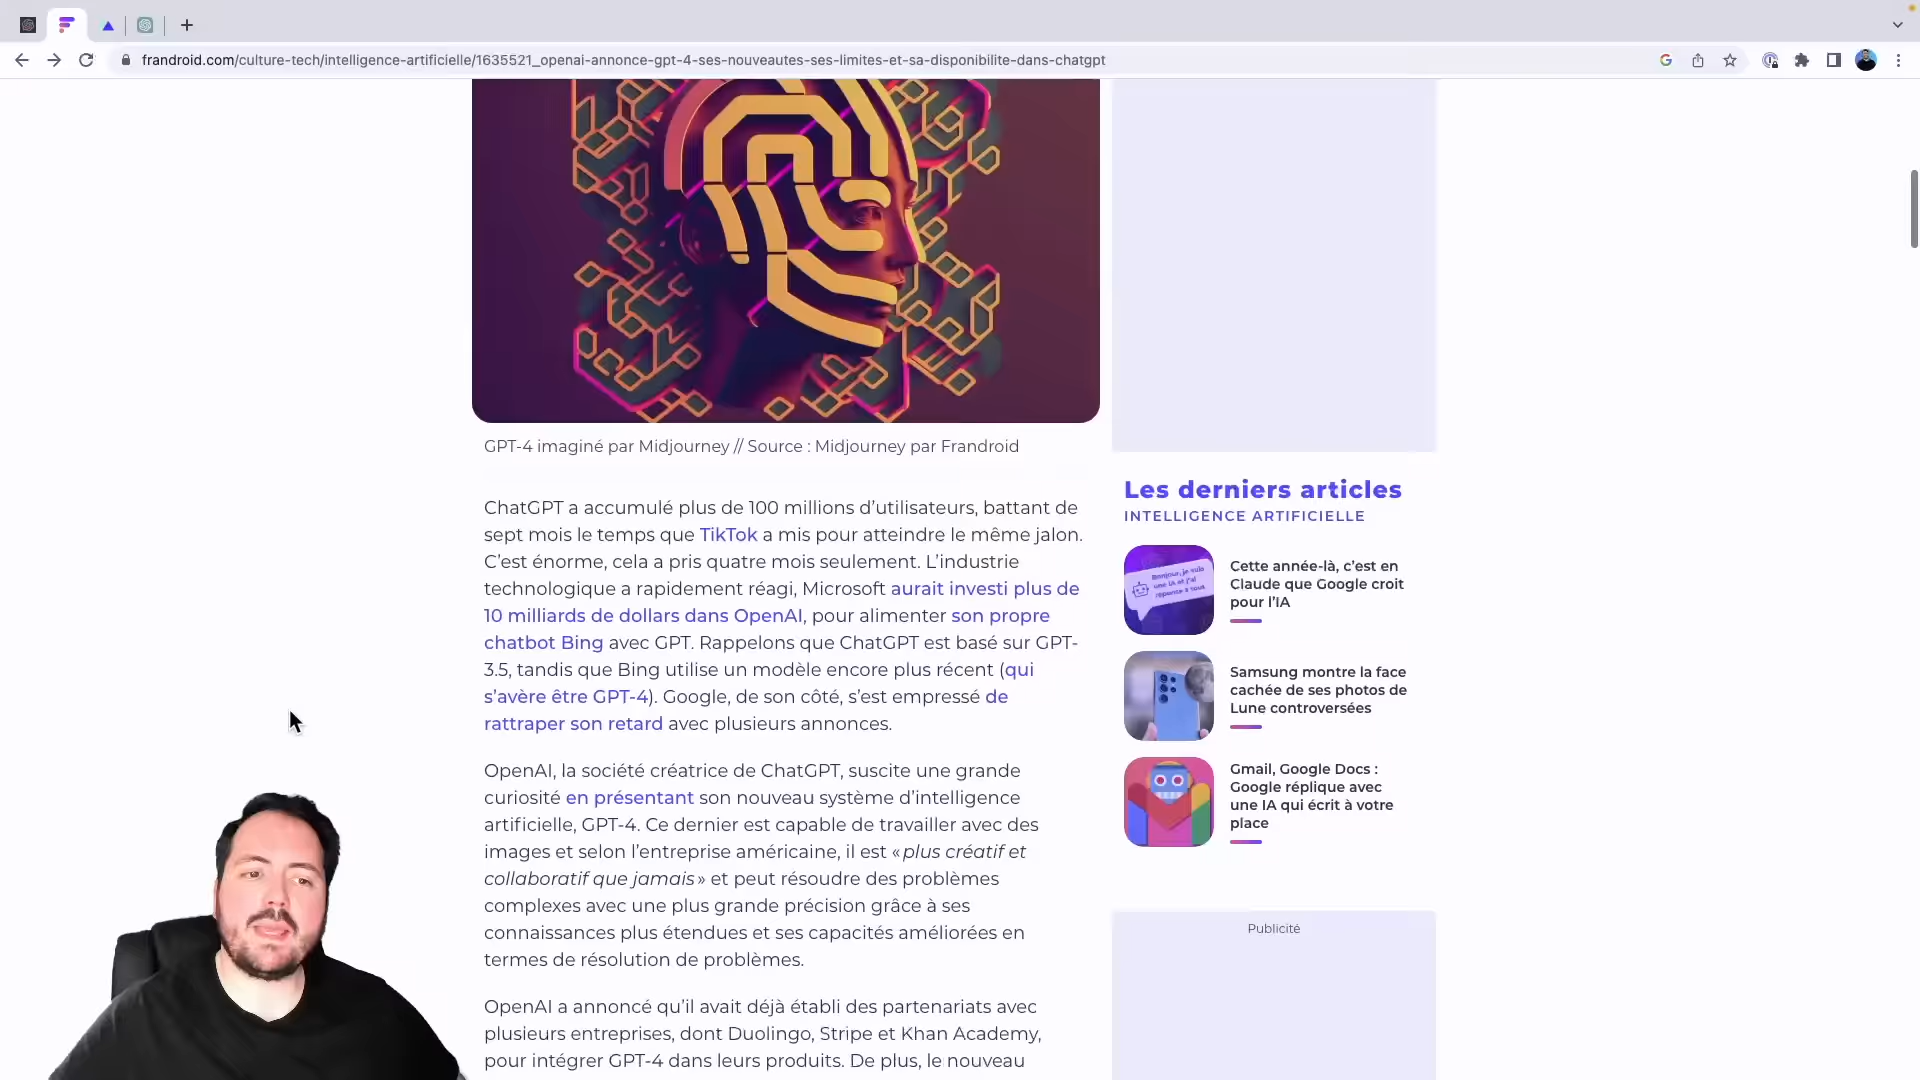 frandroid.com/culture-tech/intelligence-artificielle/1635521_openai-annonce-gpt-4-ses-nouveautes-ses-limites-et-sa-disponibilite-dans-chatgpt
GPT-4 imaginé par Midjourney // Source : Midjourney par Frandroid
ChatGPT a accumulé plus de 100 millions d’utilisateurs, battant de
sept mois le temps que TikTok a mis pour atteindre le même jalon.
C’est énorme, cela a pris quatre mois seulement. L’industrie
technologique a rapidement réagi, Microsoft aurait investi plus de
10 milliards de dollars dans OpenAI, pour alimenter son propre
chatbot Bing avec GPT. Rappelons que ChatGPT est basé sur GPT-
3.5, tandis que Bing utilise un modèle encore plus récent (qui
s’avère être GPT-4). Google, de son côté, s’est empressé de
rattraper son retard avec plusieurs annonces.
OpenAI, la société créatrice de ChatGPT, suscite une grande
curiosité en présentant son nouveau système d’intelligence
artificielle, GPT-4. Ce dernier est capable de travailler avec des
images et selon l’entreprise américaine, il est « plus créatif et
collaboratif que jamais » et peut résoudre des problèmes
complexes avec une plus grande précision grâce à ses
connaissances plus étendues et ses capacités améliorées en
termes de résolution de problèmes.
OpenAI a annoncé qu’il avait déjà établi des partenariats avec
plusieurs entreprises, dont Duolingo, Stripe et Khan Academy,
pour intégrer GPT-4 dans leurs produits. De plus, le nouveau
Les derniers articles
INTELLIGENCE ARTIFICIELLE
Bonjour, je suis
une IA et j'ai
réponse à tout
Cette année-là, c’est en
Claude que Google croit
pour l’IA
Samsung montre la face
cachée de ses photos de
Lune controversées
Gmail, Google Docs :
Google réplique avec
une IA qui écrit à votre
place
Publicité